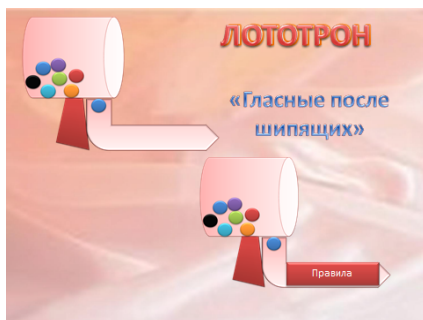 ЛОТОТРОН
«Гласные после
шипящих»
Правила